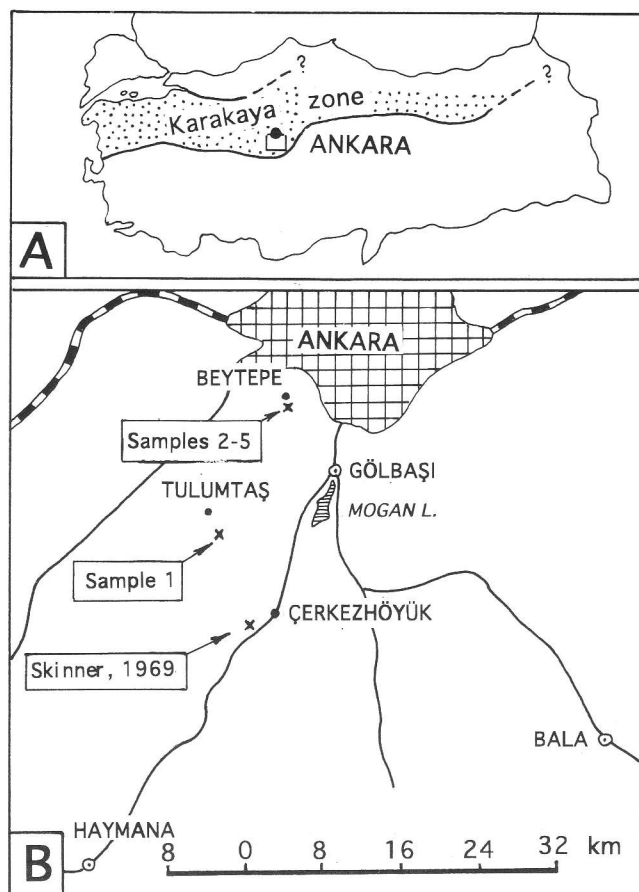 ?
?
Karakaya zone
ANKARA
A
ANKARA
BEYTEPE
Samples 2-5
GÖLBAŞI
TULUMTAŞ
MOGAN L.
Sample 1
ÇERKEZHÖYÜK
Skinner, 1969
BALA
HAYMANA
B
8 0 8 16 24 32 km